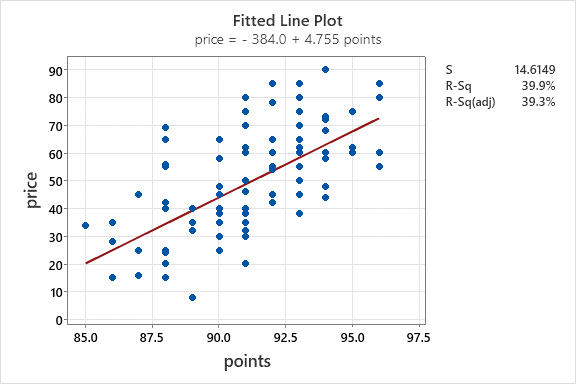 Fitted Line Plot
price = - 384.0 + 4.755 points
S 14.6149
R-Sq 39.9%
R-Sq(adj) 39.3%
90
80
70
60
50
40
30
20
10
0
price
85.0 87.5 90.0 92.5 95.0 97.5
points